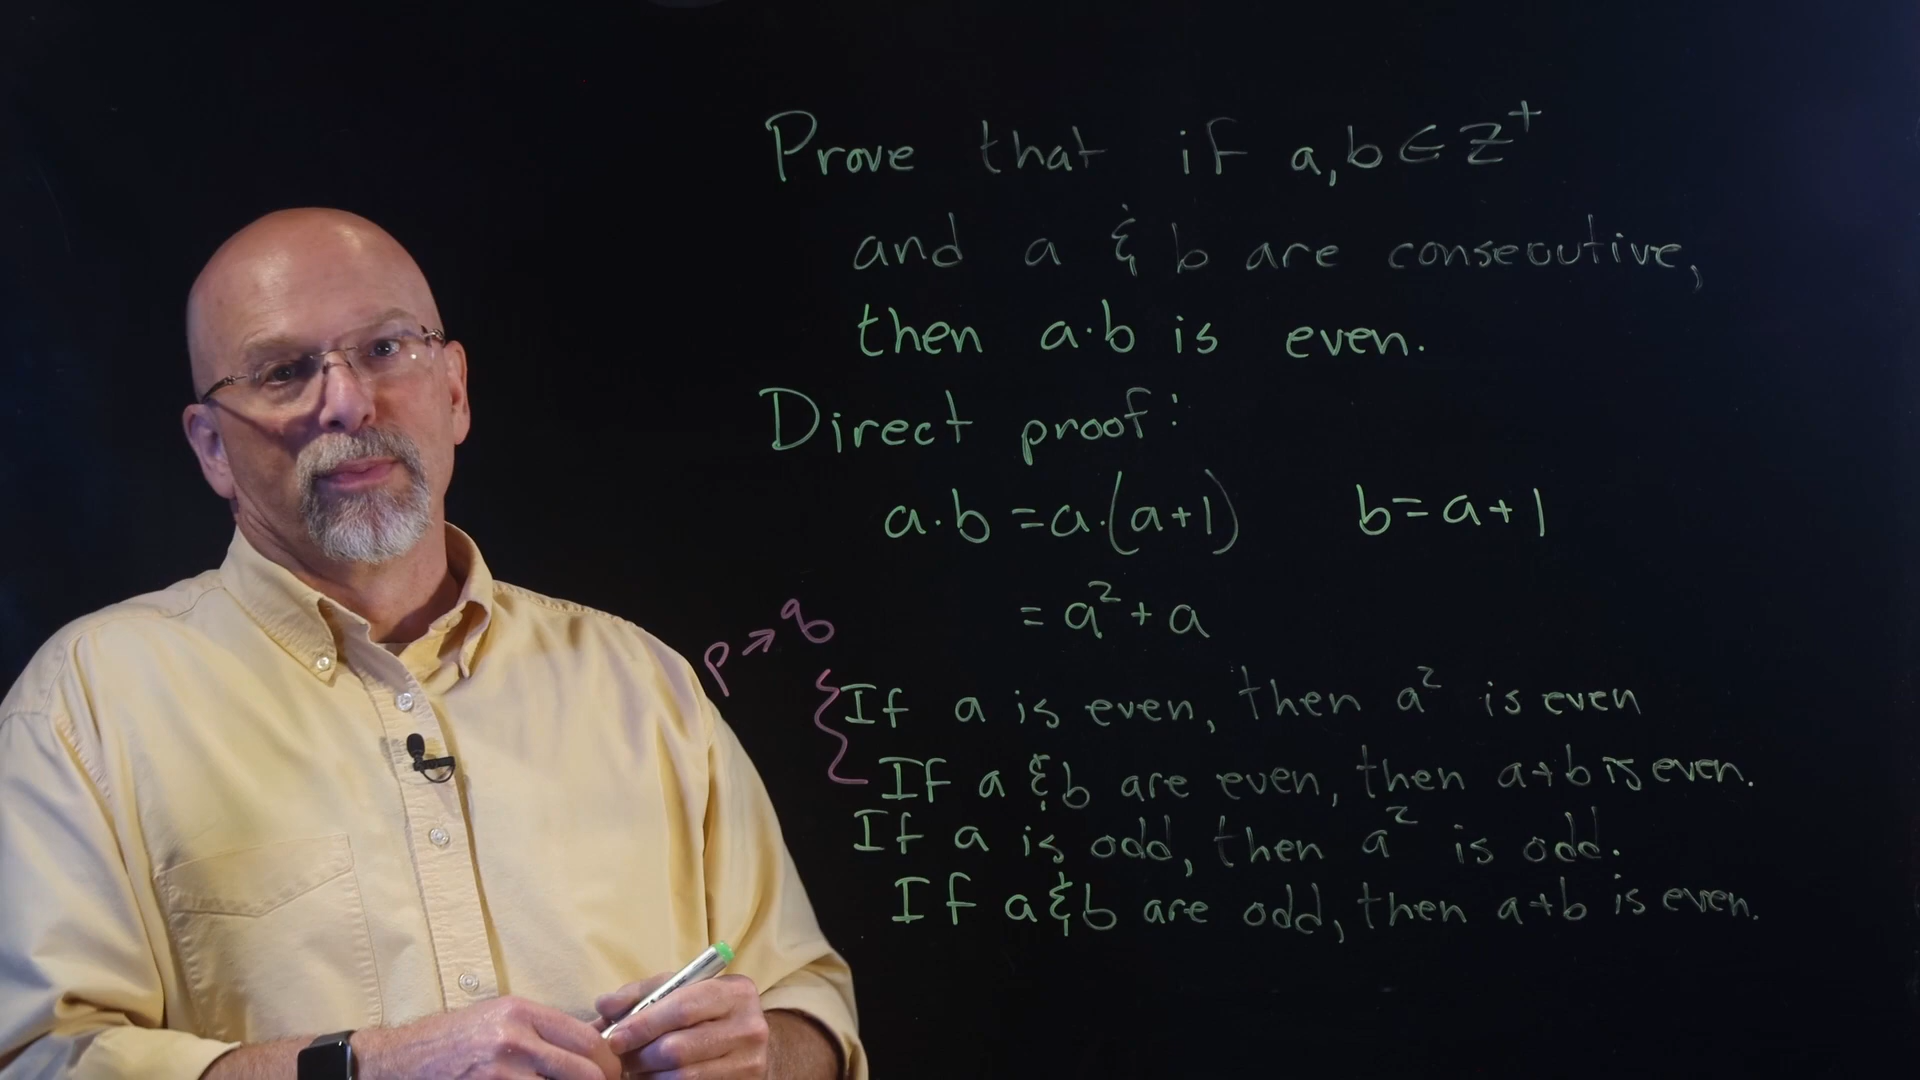 Prove that if a,b ∈ Z⁺
and a & b are consecutive,
then a·b is even.
Direct proof:
a·b = a·(a+1) b = a+1
= a² + a
p → q
If a is even, then a² is even
If a & b are even, then a+b is even.
If a is odd, then a² is odd.
If a & b are odd, then a+b is even.